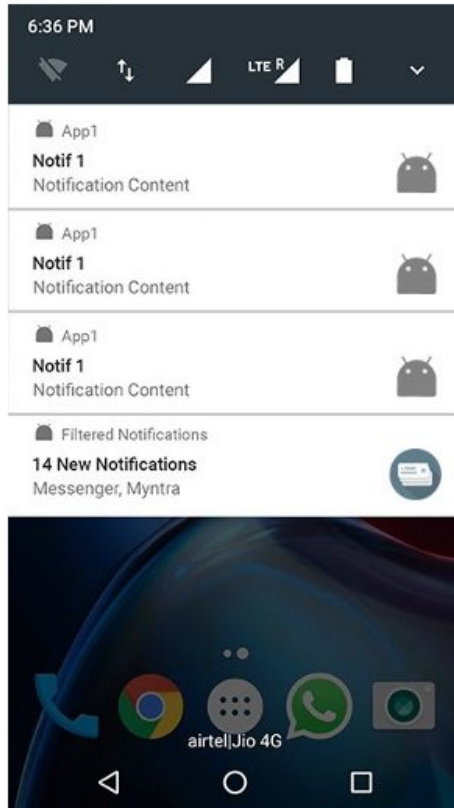 6:36 PM
LTE R
App1
Notif 1
Notification Content
App1
Notif 1
Notification Content
App1
Notif 1
Notification Content
Filtered Notifications
14 New Notifications
Messenger, Myntra
airtel|Jio 4G